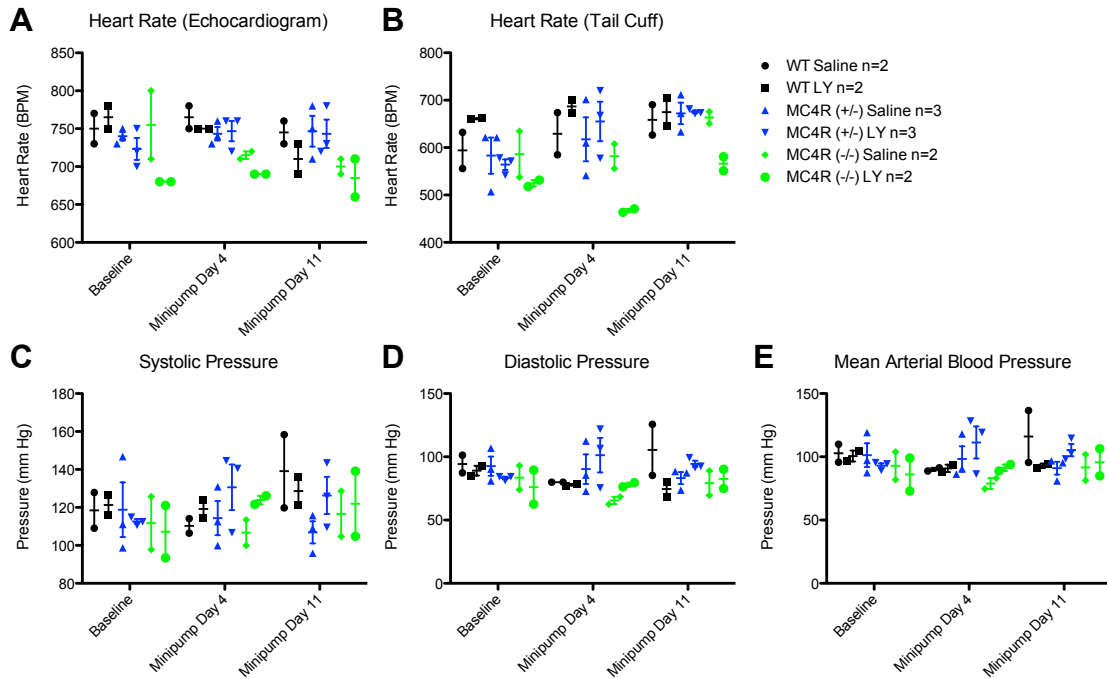 A Heart Rate (Echocardiogram)
Heart Rate (BPM)
850
800
750
700
650
600
Baseline
Minipump Day 4
Minipump Day 11
B Heart Rate (Tail Cuff)
Heart Rate (BPM)
800
700
600
500
400
Baseline
Minipump Day 4
Minipump Day 11
WT Saline n=2
WT LY n=2
MC4R (+/-) Saline n=3
MC4R (+/-) LY n=3
MC4R (-/-) Saline n=2
MC4R (-/-) LY n=2
C Systolic Pressure
Pressure (mm Hg)
180
160
140
120
100
80
Baseline
Minipump Day 4
Minipump Day 11
D Diastolic Pressure
Pressure (mm Hg)
150
100
50
0
Baseline
Minipump Day 4
Minipump Day 11
E Mean Arterial Blood Pressure
Pressure (mm Hg)
150
100
50
0
Baseline
Minipump Day 4
Minipump Day 11